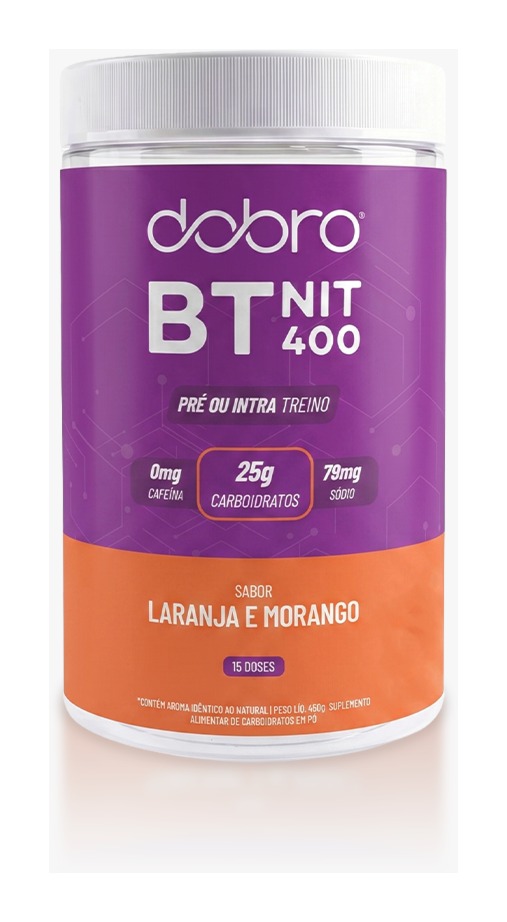 dobro®
BT NIT
400
PRÉ OU INTRA TREINO
0mg
CAFEÍNA
25g
CARBOIDRATOS
79mg
SÓDIO
SABOR
LARANJA E MORANGO
15 DOSES
*CONTÉM AROMA IDÊNTICO AO NATURAL | PESO LÍQ. 450g. SUPLEMENTO
ALIMENTAR DE CARBOIDRATOS EM PÓ